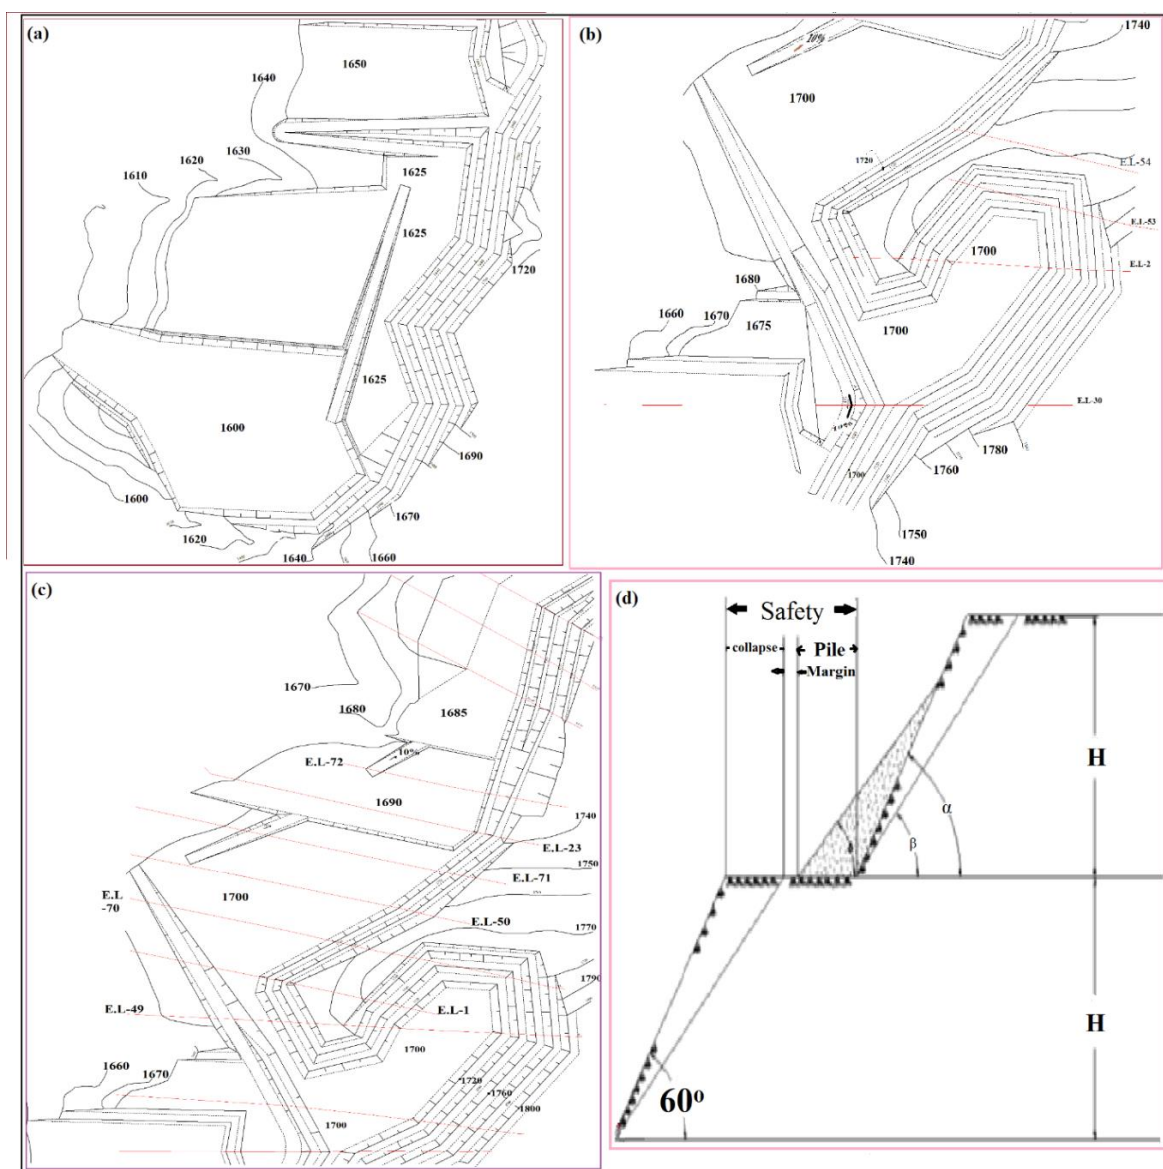 (a)
1650
1640
1620
1630
1610
1625
1625
1720
1625
1600
1690
1600
1670
1620
1640
1660
(b)
10%
1740
1700
1720
E.L-54
E.L-53
1700
E.L-2
1680
1660
1670
1675
1700
E.L-30
1700
1760
1780
1750
1740
(c)
1670
1680
1685
10%
E.L-72
1690
1740
E.L-23
1750
E.L-71
1700
E.L
-70
E.L-50
1770
1790
E.L-49
E.L-1
1700
1660
1670
1720
1760
1800
1700
(d)
Safety
collapse
Pile
Margin
H
α
β
H
60⁰